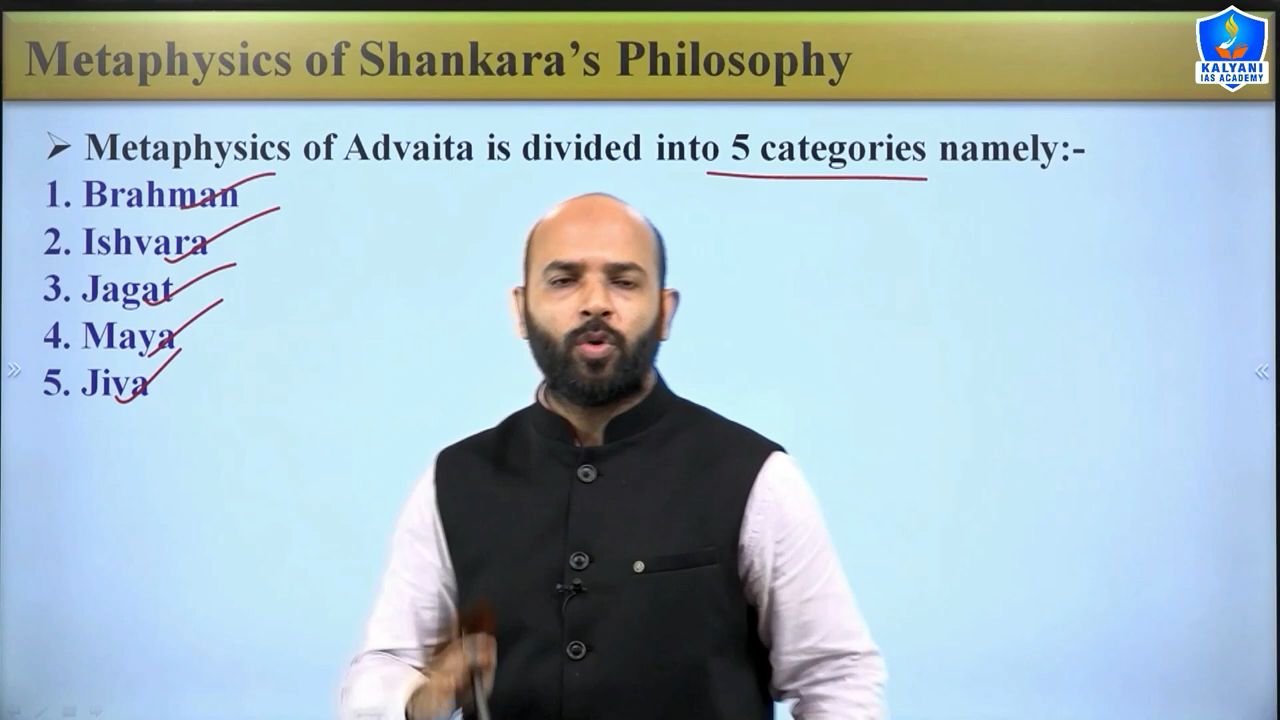 Metaphysics of Shankara's Philosophy
KALYANI
IAS ACADEMY
➢ Metaphysics of Advaita is divided into 5 categories namely:-
1. Brahman
2. Ishvara
3. Jagat
4. Maya
5. Jiva